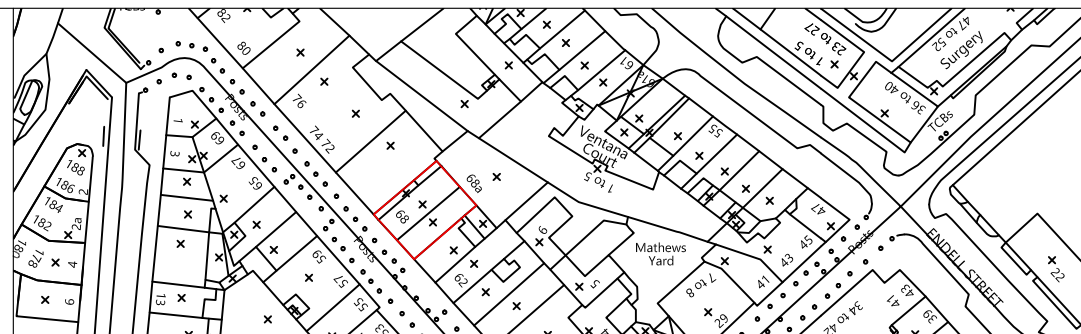 TCBs
82
80
76
74 72
Posts
1
3
69
67
65
188
186
2
184
182
2a
178
4
6
13
59
57
55
Posts
68
68a
62
6
5
61
61a
Ventana
Court
1 to 5
55
Mathews
Yard
7 to 8
29
41
43
45
47
Posts
34 to 42
41
43
39
ENDELL STREET
22
1 to 5
23 to 27
47 to 52
Surgery
36 to 40
TCBs